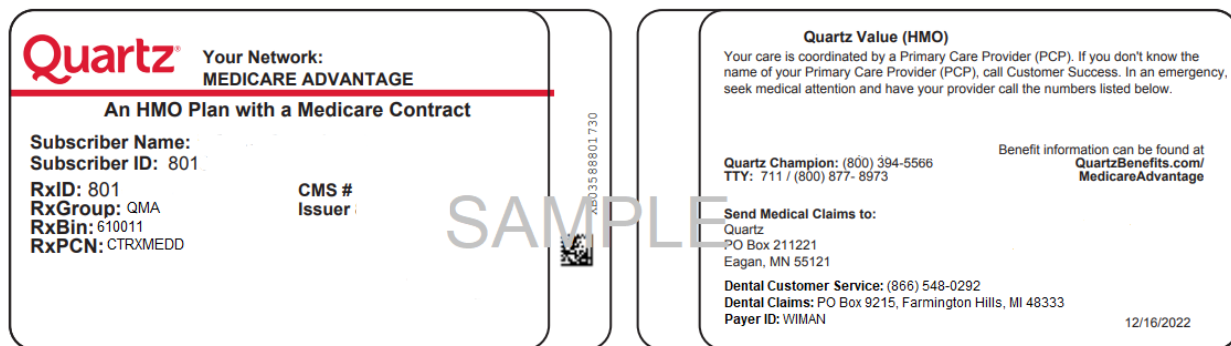 Quartz
Your Network:
MEDICARE ADVANTAGE
An HMO Plan with a Medicare Contract
Subscriber Name:
Subscriber ID: 801
RxID: 801
RxGroup: QMA
RxBin: 610011
RxPCN: CTRXMEDD
CMS #
Issuer
XB03588801730
SAMPLE
Quartz Value (HMO)
Your care is coordinated by a Primary Care Provider (PCP). If you don't know the
name of your Primary Care Provider (PCP), call Customer Success. In an emergency,
seek medical attention and have your provider call the numbers listed below.
Benefit information can be found at
QuartzBenefits.com/
MedicareAdvantage
Quartz Champion: (800) 394-5566
TTY: 711 / (800) 877- 8973
Send Medical Claims to:
Quartz
PO Box 211221
Eagan, MN 55121
Dental Customer Service: (866) 548-0292
Dental Claims: PO Box 9215, Farmington Hills, MI 48333
Payer ID: WIMAN
12/16/2022